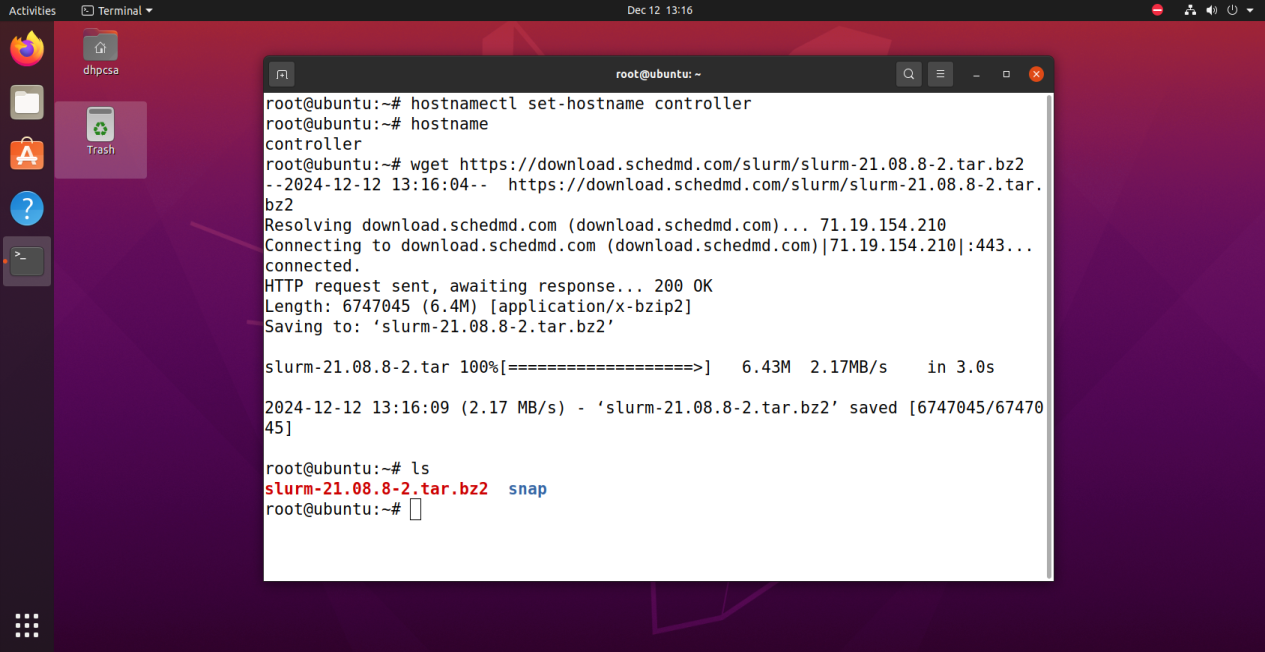 Activities
Terminal
Dec 12 13:16
dhpcsa
Trash
root@ubuntu: ~
root@ubuntu:~# hostnamectl set-hostname controller
root@ubuntu:~# hostname
controller
root@ubuntu:~# wget https://download.schedmd.com/slurm/slurm-21.08.8-2.tar.bz2
--2024-12-12 13:16:04--  https://download.schedmd.com/slurm/slurm-21.08.8-2.tar.
bz2
Resolving download.schedmd.com (download.schedmd.com)... 71.19.154.210
Connecting to download.schedmd.com (download.schedmd.com)|71.19.154.210|:443...
connected.
HTTP request sent, awaiting response... 200 OK
Length: 6747045 (6.4M) [application/x-bzip2]
Saving to: ‘slurm-21.08.8-2.tar.bz2’
slurm-21.08.8-2.tar 100%[===================>]   6.43M  2.17MB/s    in 3.0s
2024-12-12 13:16:09 (2.17 MB/s) - ‘slurm-21.08.8-2.tar.bz2’ saved [6747045/67470
45]
root@ubuntu:~# ls
slurm-21.08.8-2.tar.bz2  snap
root@ubuntu:~#